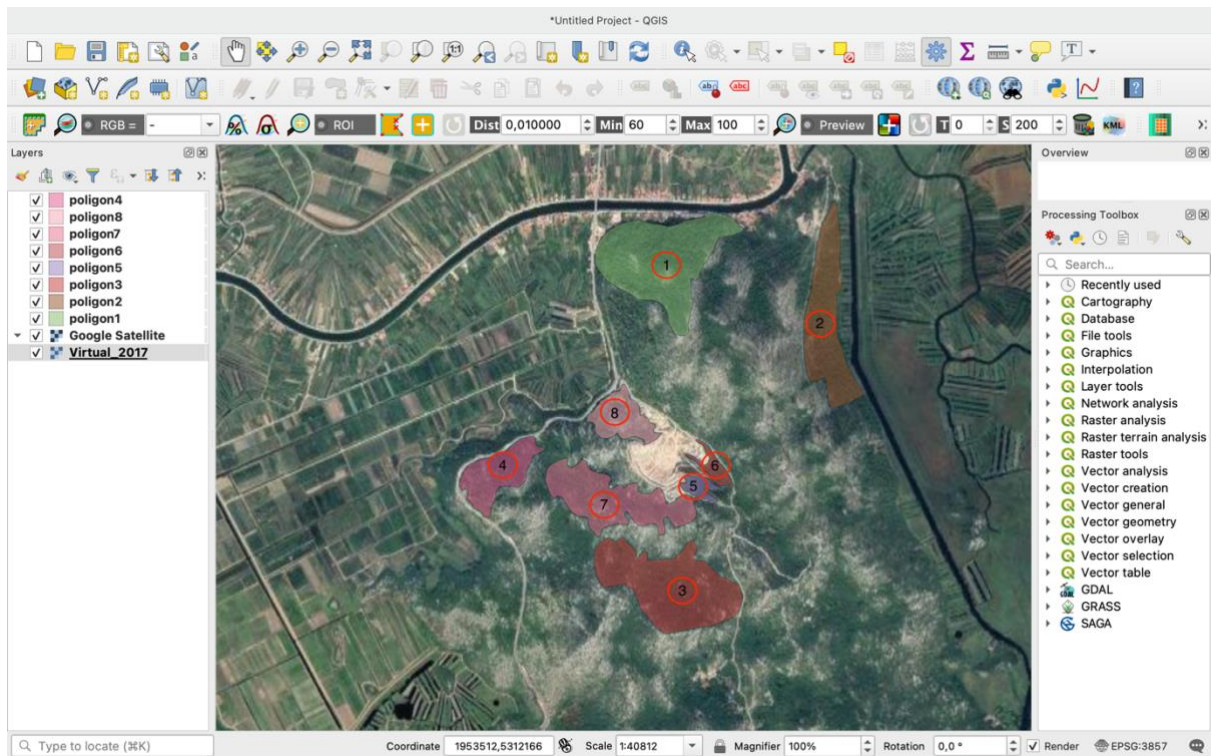 *Untitled Project - QGIS
1:1
T
abc abc
RGB = - ROI Dist 0,010000 Min 60 Max 100 Preview T 0 S 200 KML
Layers
poligon4
poligon8
poligon7
poligon6
poligon5
poligon3
poligon2
poligon1
Google Satellite
Virtual_2017
1
2
8
4
6
5
7
3
Overview
Processing Toolbox
Search...
Recently used
Cartography
Database
File tools
Graphics
Interpolation
Layer tools
Network analysis
Raster analysis
Raster terrain analysis
Raster tools
Vector analysis
Vector creation
Vector general
Vector geometry
Vector overlay
Vector selection
Vector table
GDAL
GRASS
SAGA
Type to locate (⌘K) Coordinate 1953512,5312166 Scale 1:40812 Magnifier 100% Rotation 0,0 ° Render EPSG:3857